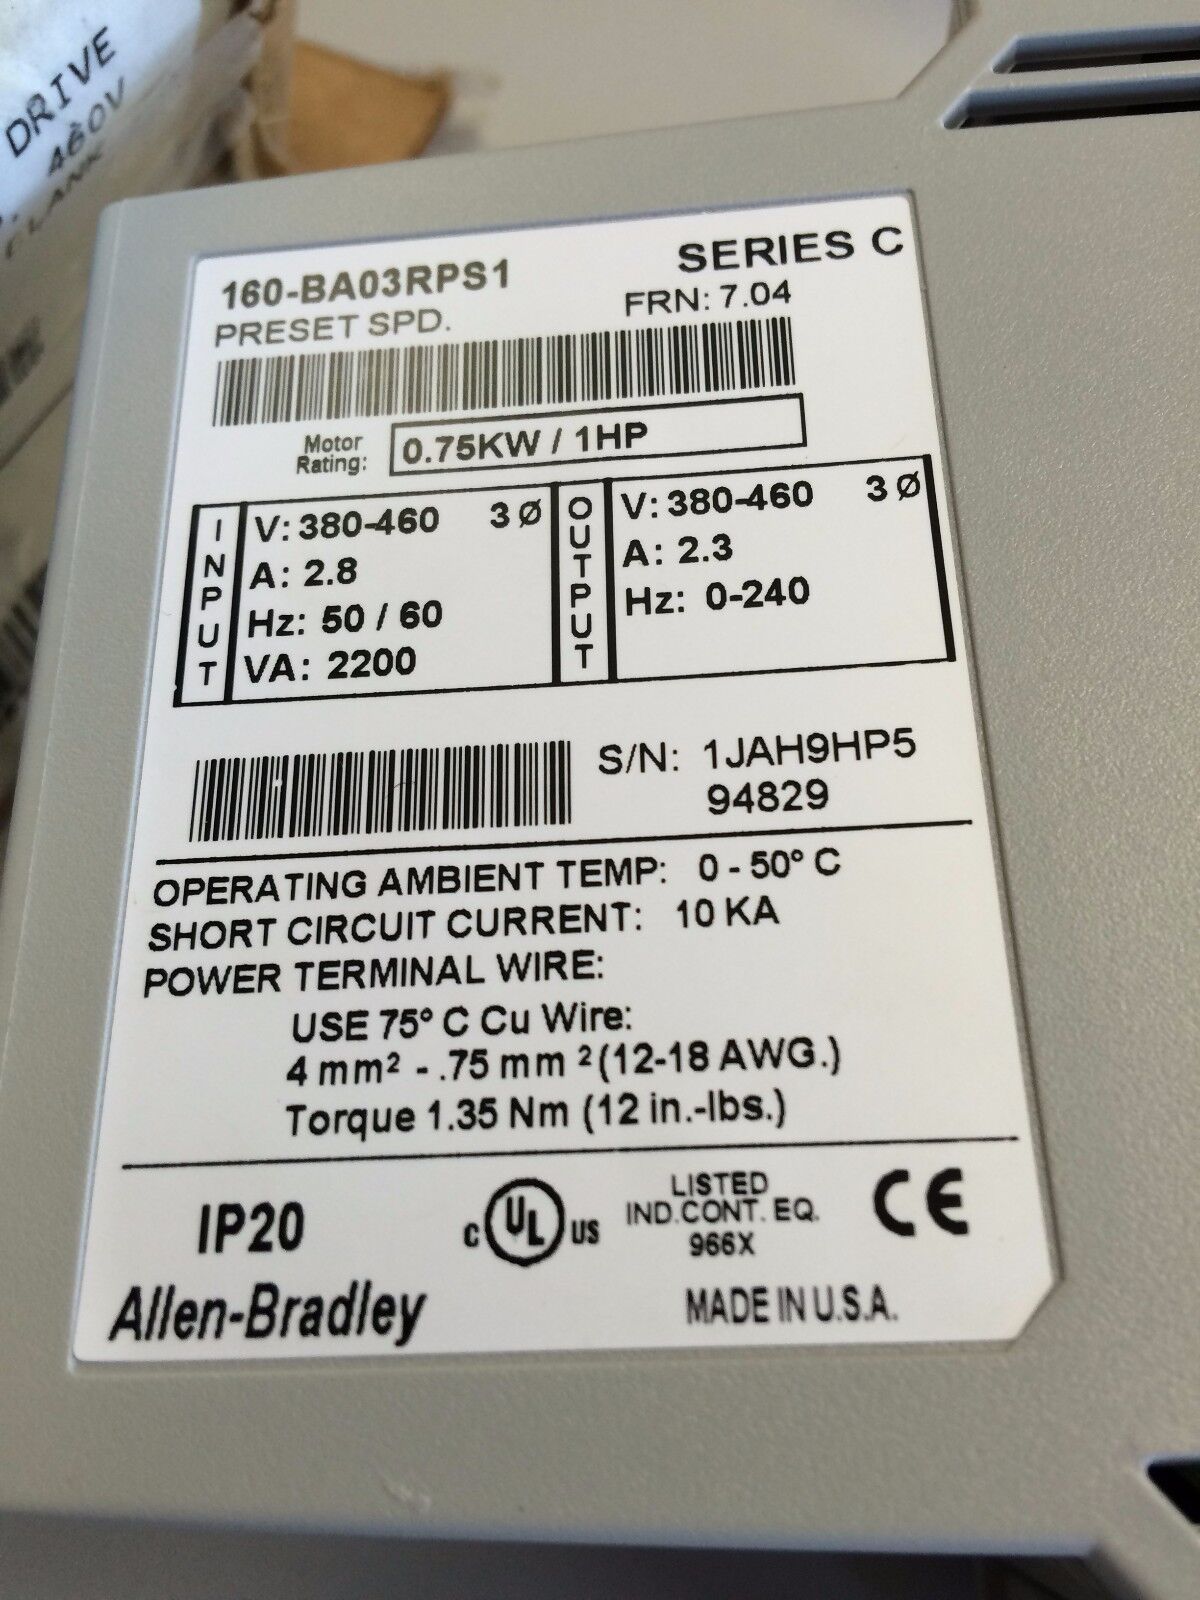 DRIVE
460V
160-BA03RPS1
SERIES C
PRESET SPD.
FRN: 7.04
Motor
Rating:
0.75KW / 1HP
INPUT
V: 380-460 3 Ø
A: 2.8
Hz: 50 / 60
VA: 2200
OUTPUT
V: 380-460 3 Ø
A: 2.3
Hz: 0-240
S/N: 1JAH9HP5
94829
OPERATING AMBIENT TEMP: 0 - 50° C
SHORT CIRCUIT CURRENT: 10 KA
POWER TERMINAL WIRE:
USE 75° C Cu Wire:
4 mm² - .75 mm ² (12-18 AWG.)
Torque 1.35 Nm (12 in.-lbs.)
IP20
C UL US
LISTED
IND.CONT. EQ.
966X
CE
Allen-Bradley
MADE IN U.S.A.